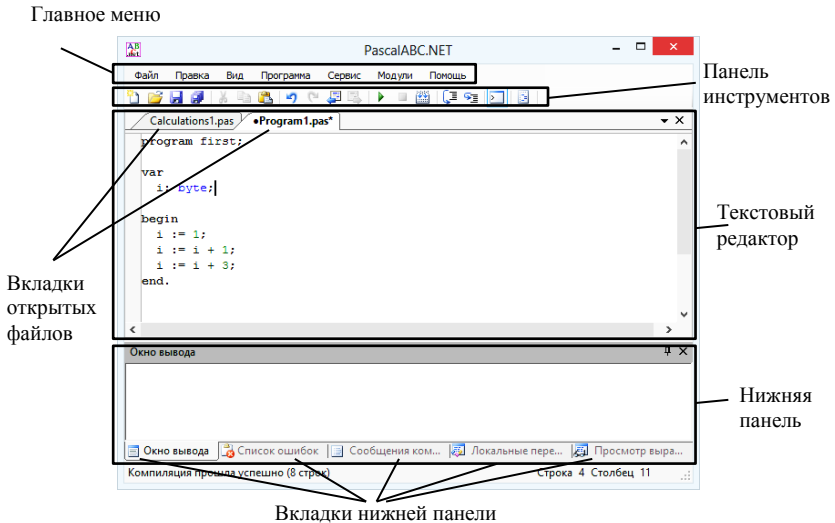 Главное меню
PascalABC.NET
Файл Правка Вид Программа Сервис Модули Помощь
Панель
инструментов
Calculations1.pas •Program1.pas*
program first;
var
i: byte;
begin
i := 1;
i := i + 1;
i := i + 3;
end.
Текстовый
редактор
Вкладки
открытых
файлов
Окно вывода
Нижняя
панель
Окно вывода Список ошибок Сообщения ком... Локальные пере... Просмотр выра...
Компиляция прошла успешно (8 строк) Строка 4 Столбец 11
Вкладки нижней панели